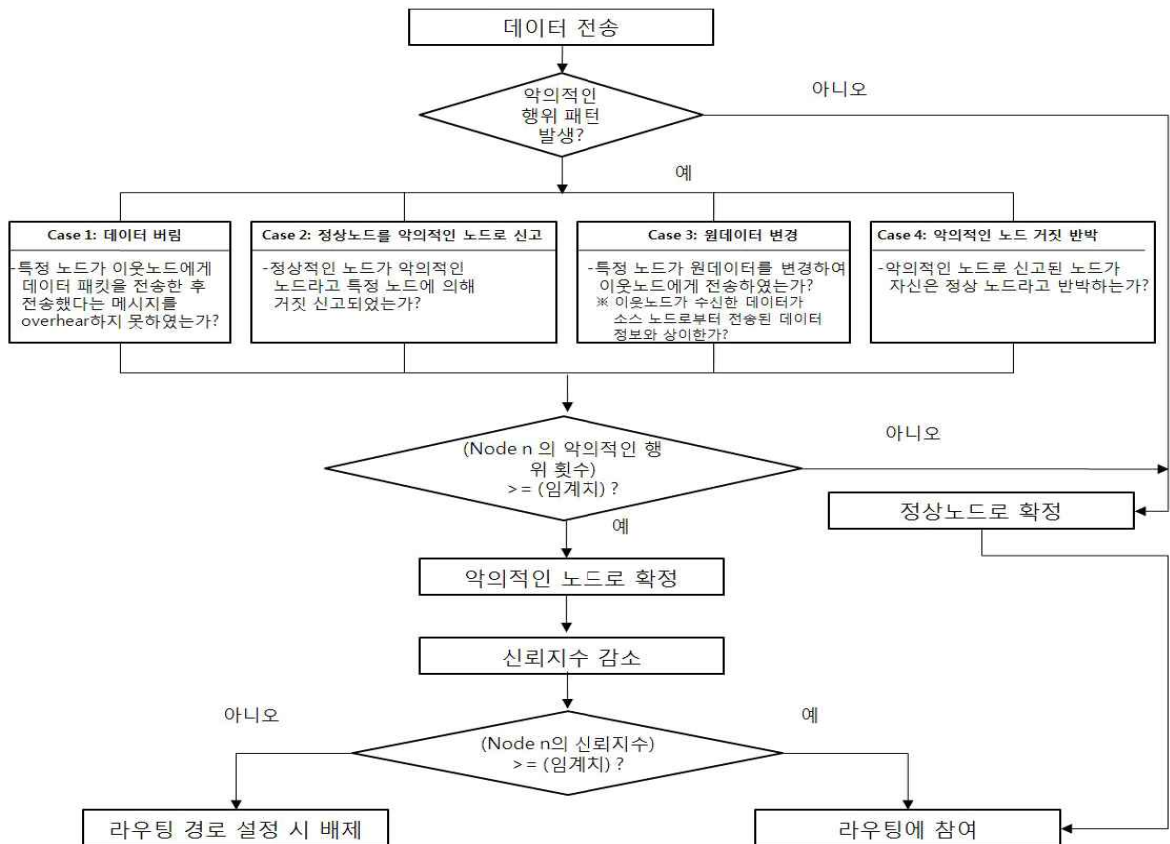 데이터 전송
악의적인
행위 패턴
발생?
아니오
예
Case 1: 데이터 버림
-특정 노드가 이웃노드에게
데이터 패킷을 전송한 후
전송했다는 메시지를
overhear하지 못하였는가?
Case 2: 정상노드를 악의적인 노드로 신고
-정상적인 노드가 악의적인
노드라고 특정 노드에 의해
거짓 신고되었는가?
Case 3: 원데이터 변경
-특정 노드가 원데이터를 변경하여
이웃노드에게 전송하였는가?
※ 이웃노드가 수신한 데이터가
소스 노드로부터 전송된 데이터
정보와 상이한가?
Case 4: 악의적인 노드 거짓 반박
-악의적인 노드로 신고된 노드가
자신은 정상 노드라고 반박하는가?
(Node n 의 악의적인 행
위 횟수)
>= (임계치) ?
아니오
예
정상노드로 확정
악의적인 노드로 확정
신뢰지수 감소
아니오
예
(Node n의 신뢰지수)
>= (임계치) ?
라우팅 경로 설정 시 배제
라우팅에 참여